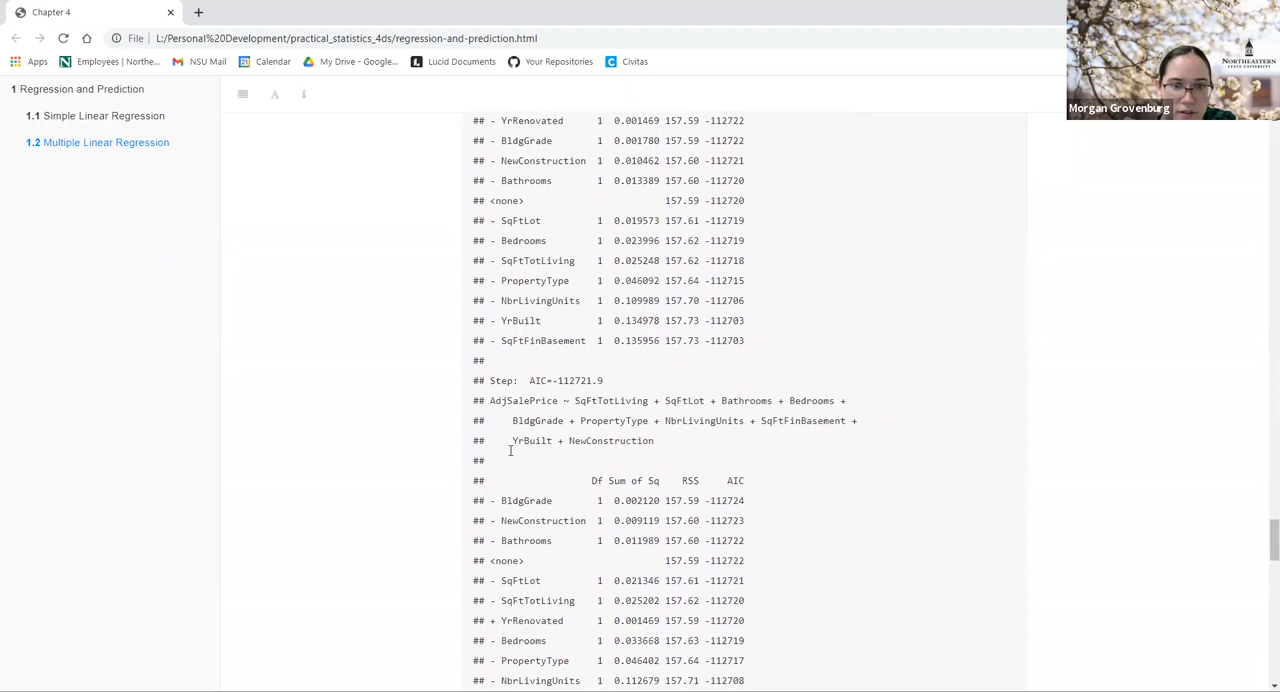 Chapter 4
File
L:/Personal%20Development/practical_statistics_4ds/regression-and-prediction.html
Apps
Employees (Northe...
NSU Mail
Calendar
My Drive - Google...
Lucid Documents
Your Repositories
Civitas
NORTHEASTERN
STATE UNIVERSITY
Morgan Grovenburg
1 Regression and Prediction
1.1 Simple Linear Regression
1.2 Multiple Linear Regression
## - YrRenovated 1 0.001469 157.59 -112722
## - BldgGrade 1 0.001780 157.59 -112722
## - NewConstruction 1 0.010462 157.60 -112721
## - Bathrooms 1 0.013389 157.60 -112720
## <none> 157.59 -112720
## - SqFtLot 1 0.019573 157.61 -112719
## - Bedrooms 1 0.023996 157.62 -112719
## - SqFtTotLiving 1 0.025248 157.62 -112718
## - PropertyType 1 0.046092 157.64 -112715
## - NbrLivingUnits 1 0.109989 157.70 -112706
## - YrBuilt 1 0.134978 157.73 -112703
## - SqFtFinBasement 1 0.135956 157.73 -112703
##
## Step: AIC=-112721.9
## AdjSalePrice ~ SqFtTotLiving + SqFtLot + Bathrooms + Bedrooms +
## BldgGrade + PropertyType + NbrLivingUnits + SqFtFinBasement +
## YrBuilt + NewConstruction
##
## Df Sum of Sq RSS AIC
## - BldgGrade 1 0.002120 157.59 -112724
## - NewConstruction 1 0.009119 157.60 -112723
## - Bathrooms 1 0.011989 157.60 -112722
## <none> 157.59 -112722
## - SqFtLot 1 0.021346 157.61 -112721
## - SqFtTotLiving 1 0.025202 157.62 -112720
## + YrRenovated 1 0.001469 157.59 -112720
## - Bedrooms 1 0.033668 157.63 -112719
## - PropertyType 1 0.046402 157.64 -112717
## - NbrLivingUnits 1 0.112679 157.71 -112708